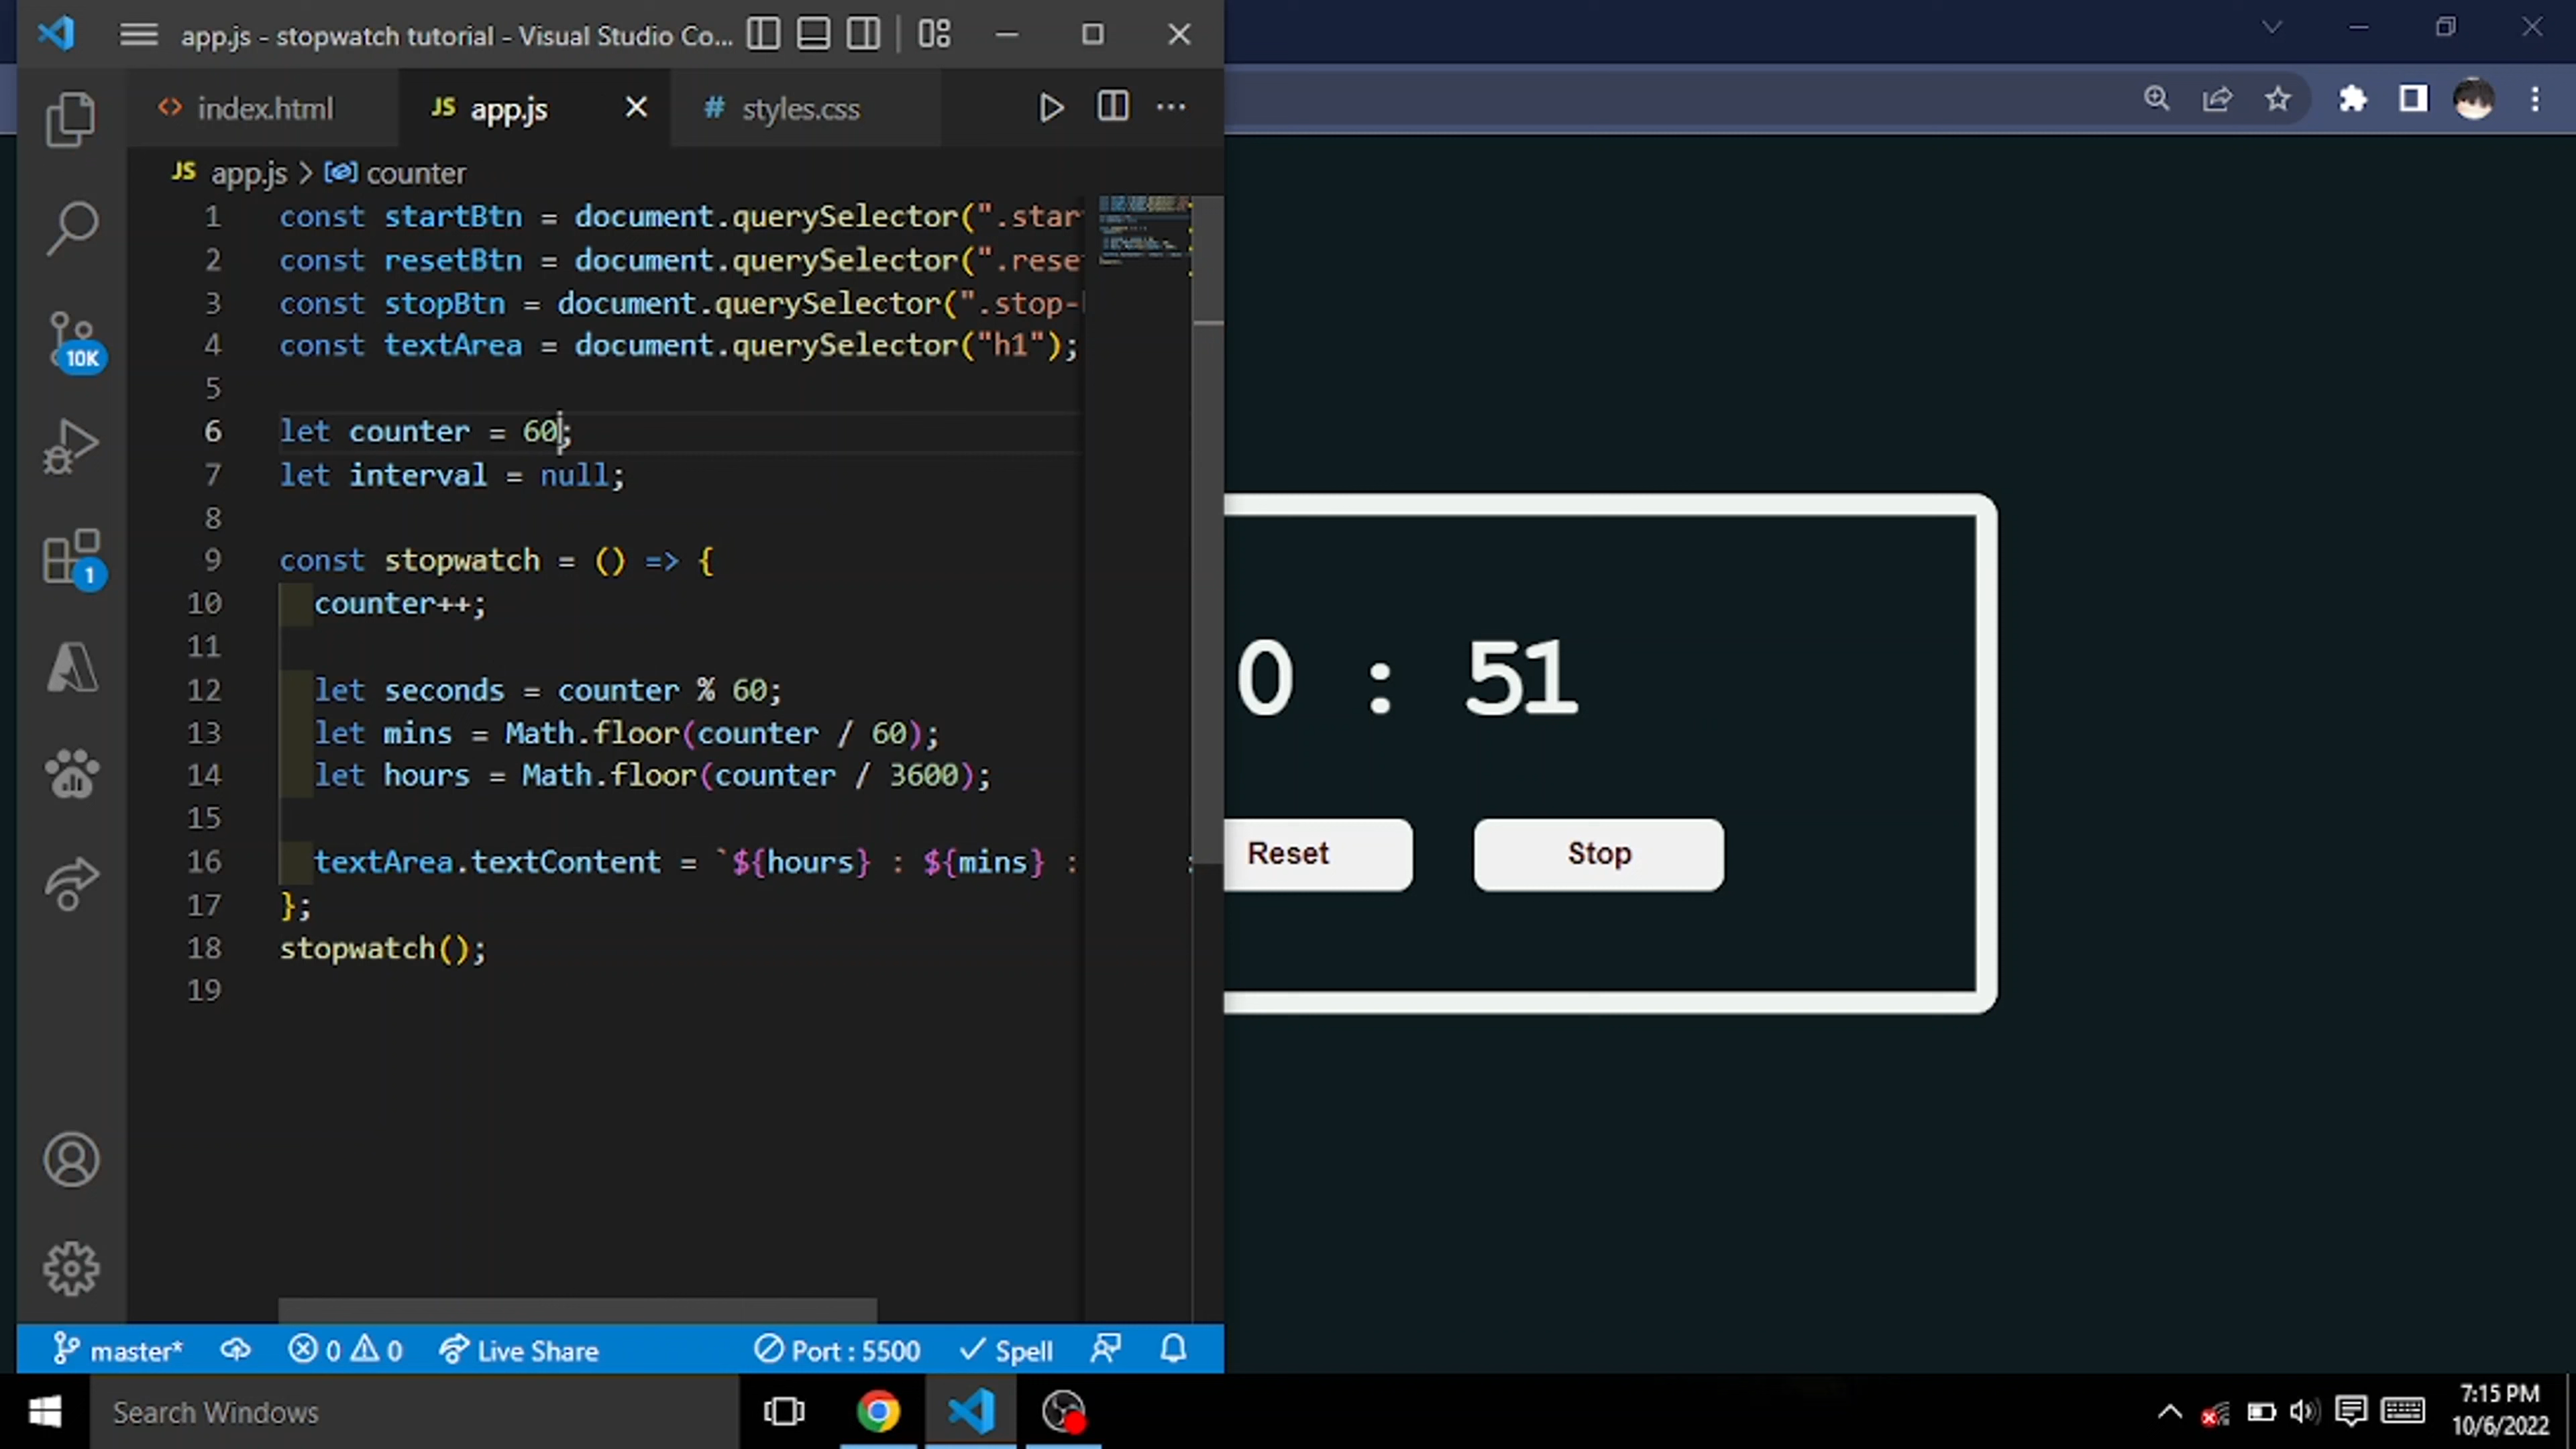 app.js - stopwatch tutorial - Visual Studio Co...
index.html
JS app.js
# styles.css
JS app.js > counter
1 const startBtn = document.querySelector(".star
2 const resetBtn = document.querySelector(".rese
3 const stopBtn = document.querySelector(".stop-
4 const textArea = document.querySelector("h1");
5
6 let counter = 60;
7 let interval = null;
8
9 const stopwatch = () => {
10 counter++;
11
12 let seconds = counter % 60;
13 let mins = Math.floor(counter / 60);
14 let hours = Math.floor(counter / 3600);
15
16 textArea.textContent = `${hours} : ${mins} :
17 };
18 stopwatch();
19
10K
1
0 : 51
Reset
Stop
master*
0
0
Live Share
Port : 5500
Spell
Search Windows
7:15 PM
10/6/2022